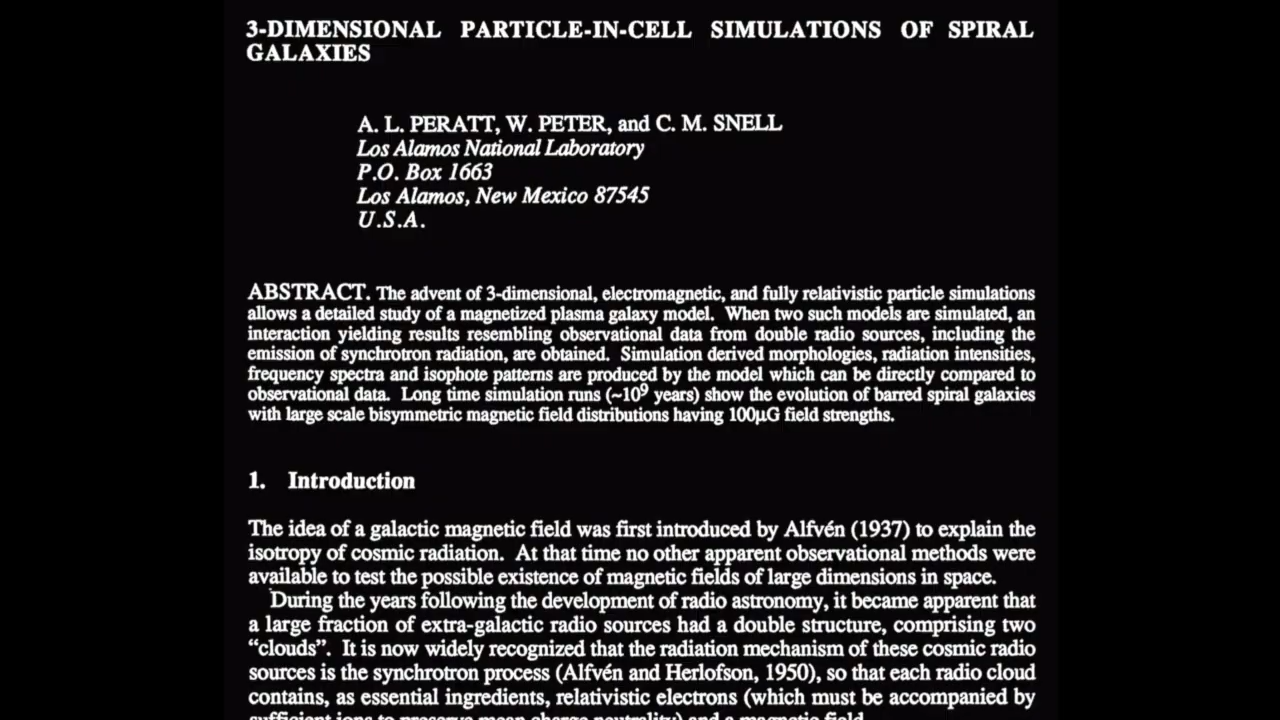 3-DIMENSIONAL PARTICLE-IN-CELL SIMULATIONS OF SPIRAL
GALAXIES
A. L. PERATT, W. PETER, and C. M. SNELL
Los Alamos National Laboratory
P.O. Box 1663
Los Alamos, New Mexico 87545
U.S.A.
ABSTRACT. The advent of 3-dimensional, electromagnetic, and fully relativistic particle simulations
allows a detailed study of a magnetized plasma galaxy model. When two such models are simulated, an
interaction yielding results resembling observational data from double radio sources, including the
emission of synchrotron radiation, are obtained. Simulation derived morphologies, radiation intensities,
frequency spectra and isophote patterns are produced by the model which can be directly compared to
observational data. Long time simulation runs (~10⁹ years) show the evolution of barred spiral galaxies
with large scale bisymmetric magnetic field distributions having 100μG field strengths.
1. Introduction
The idea of a galactic magnetic field was first introduced by Alfvén (1937) to explain the
isotropy of cosmic radiation. At that time no other apparent observational methods were
available to test the possible existence of magnetic fields of large dimensions in space.
During the years following the development of radio astronomy, it became apparent that
a large fraction of extra-galactic radio sources had a double structure, comprising two
“clouds”. It is now widely recognized that the radiation mechanism of these cosmic radio
sources is the synchrotron process (Alfvén and Herlofson, 1950), so that each radio cloud
contains, as essential ingredients, relativistic electrons (which must be accompanied by
sufficient ions to preserve mean charge neutrality) and a magnetic field.